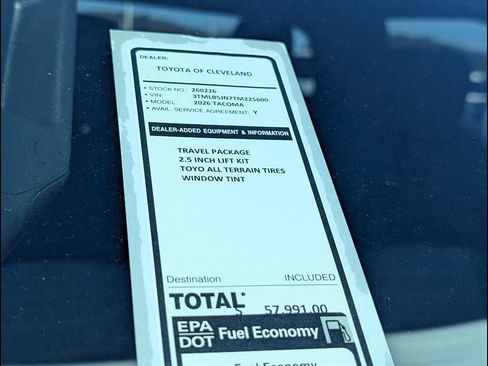 DEALER:
TOYOTA OF CLEVELAND
• STOCK NO.: 260226
• VIN: 3TMLB5JN7TM225600
• MODEL: 2026 TACOMA
• AVAIL. SERVICE AGREEMENT: Y
DEALER-ADDED EQUIPMENT & INFORMATION
TRAVEL PACKAGE
2.5 INCH LIFT KIT
TOYO ALL TERRAIN TIRES
WINDOW TINT
Destination INCLUDED
TOTAL* $ 57,991.00
EPA DOT Fuel Economy
Fuel Economy